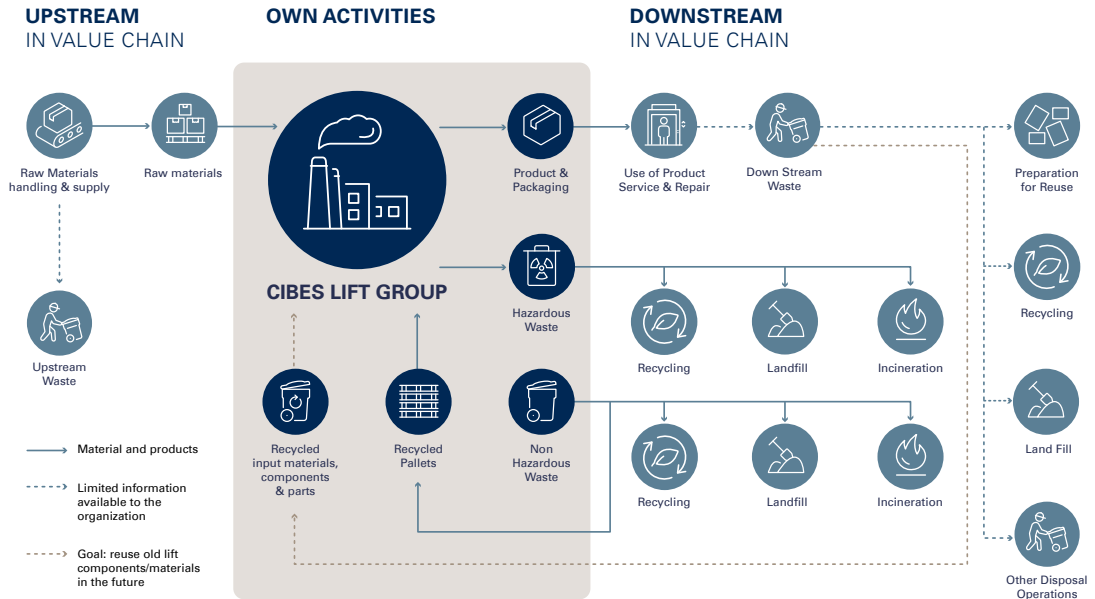 UPSTREAM
IN VALUE CHAIN
OWN ACTIVITIES
DOWNSTREAM
IN VALUE CHAIN
Raw Materials
handling & supply
Raw materials
Product &
Packaging
Use of Product
Service & Repair
Down Stream
Waste
Preparation
for Reuse
CIBES LIFT GROUP
Hazardous
Waste
Recycling
Landfill
Incineration
Recycling
Upstream
Waste
Recycled
input materials,
components
& parts
Recycled
Pallets
Non
Hazardous
Waste
Recycling
Landfill
Incineration
Land Fill
Other Disposal
Operations
Material and products
Limited information
available to the
organization
Goal: reuse old lift
components/materials
in the future